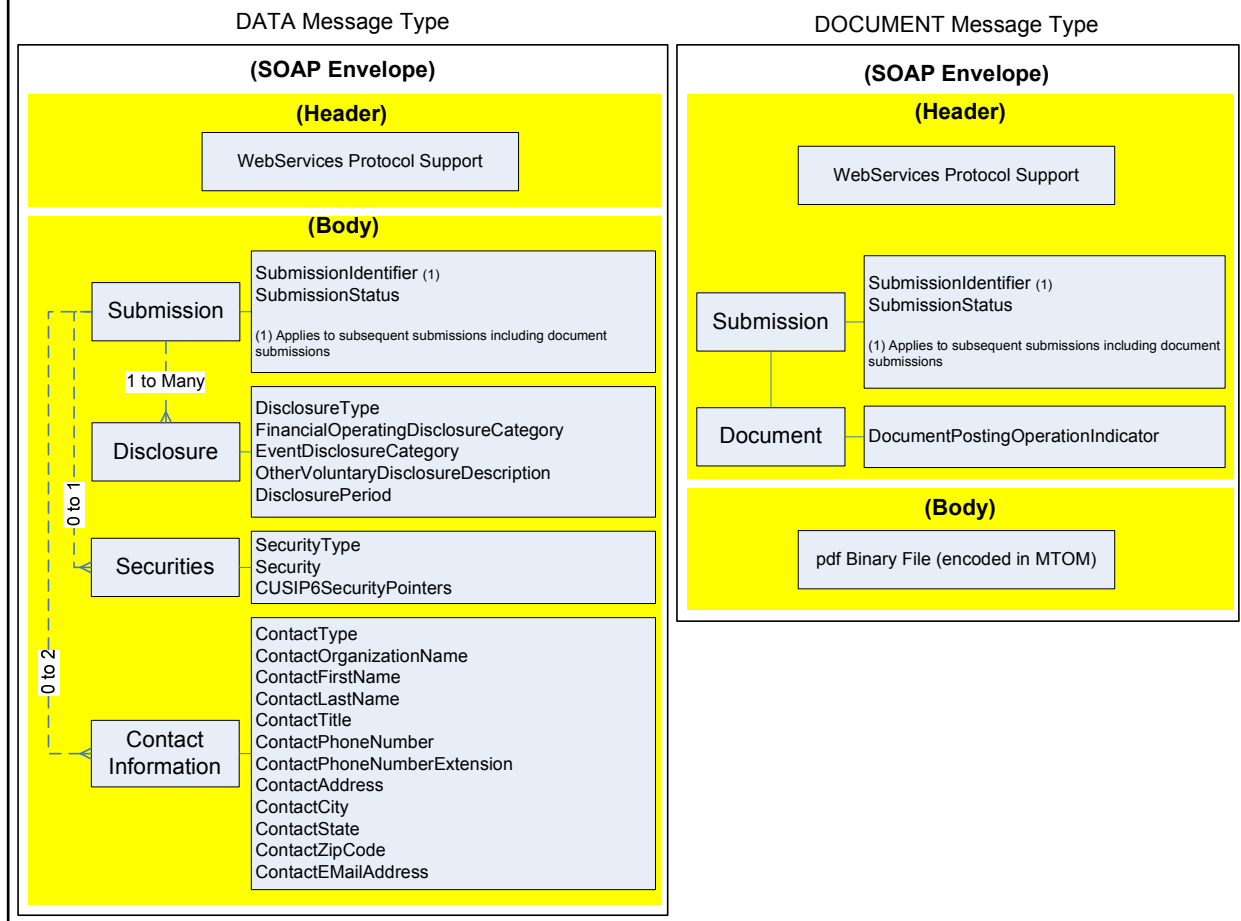 DATA Message Type
(SOAP Envelope)
(Header)
WebServices Protocol Support
(Body)
Submission
SubmissionIdentifier (1)
SubmissionStatus
(1) Applies to subsequent submissions including document
submissions
1 to Many
Disclosure
DisclosureType
FinancialOperatingDisclosureCategory
EventDisclosureCategory
OtherVoluntaryDisclosureDescription
DisclosurePeriod
0 to 1
Securities
SecurityType
Security
CUSIP6SecurityPointers
0 to 2
Contact
Information
ContactType
ContactOrganizationName
ContactFirstName
ContactLastName
ContactTitle
ContactPhoneNumber
ContactPhoneNumberExtension
ContactAddress
ContactCity
ContactState
ContactZipCode
ContactEMailAddress
DOCUMENT Message Type
(SOAP Envelope)
(Header)
WebServices Protocol Support
Submission
SubmissionIdentifier (1)
SubmissionStatus
(1) Applies to subsequent submissions including document
submissions
Document
DocumentPostingOperationIndicator
(Body)
pdf Binary File (encoded in MTOM)